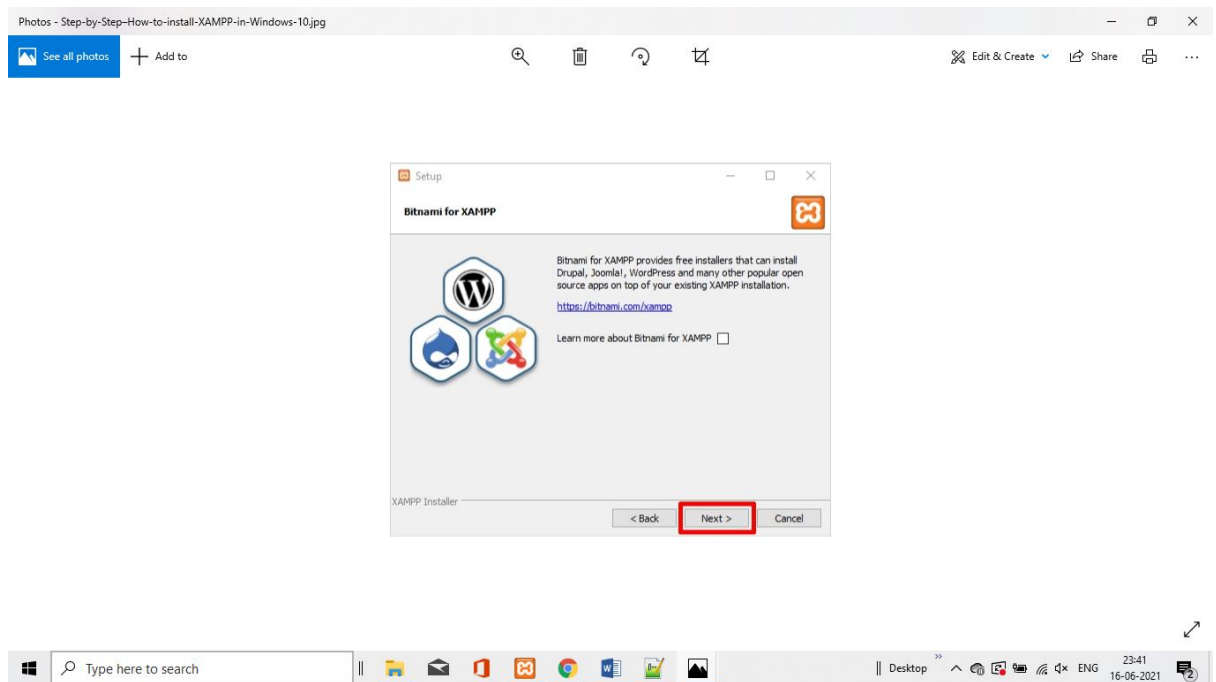 Photos - Step-by-Step–How-to-install-XAMPP-in-Windows-10.jpg
See all photos
Add to
Edit & Create
Share
Setup
Bitnami for XAMPP
Bitnami for XAMPP provides free installers that can install
Drupal, Joomla!, WordPress and many other popular open
source apps on top of your existing XAMPP installation.
https://bitnami.com/xampp
Learn more about Bitnami for XAMPP
XAMPP Installer
< Back
Next >
Cancel
Type here to search
Desktop
ENG
23:41
16-06-2021
2